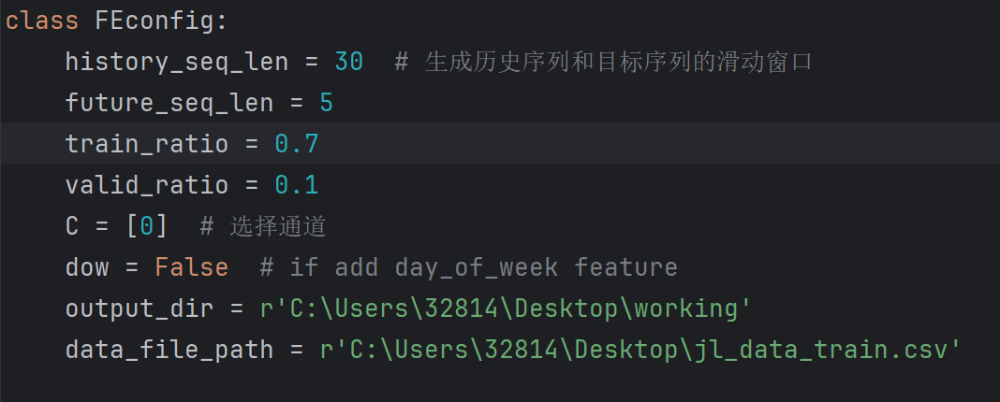 class FEconfig:
    history_seq_len = 30  # 生成历史序列和目标序列的滑动窗口
    future_seq_len = 5
    train_ratio = 0.7
    valid_ratio = 0.1
    C = [0]  # 选择通道
    dow = False  # if add day_of_week feature
    output_dir = r'C:\Users\32814\Desktop\working'
    data_file_path = r'C:\Users\32814\Desktop\jl_data_train.csv'